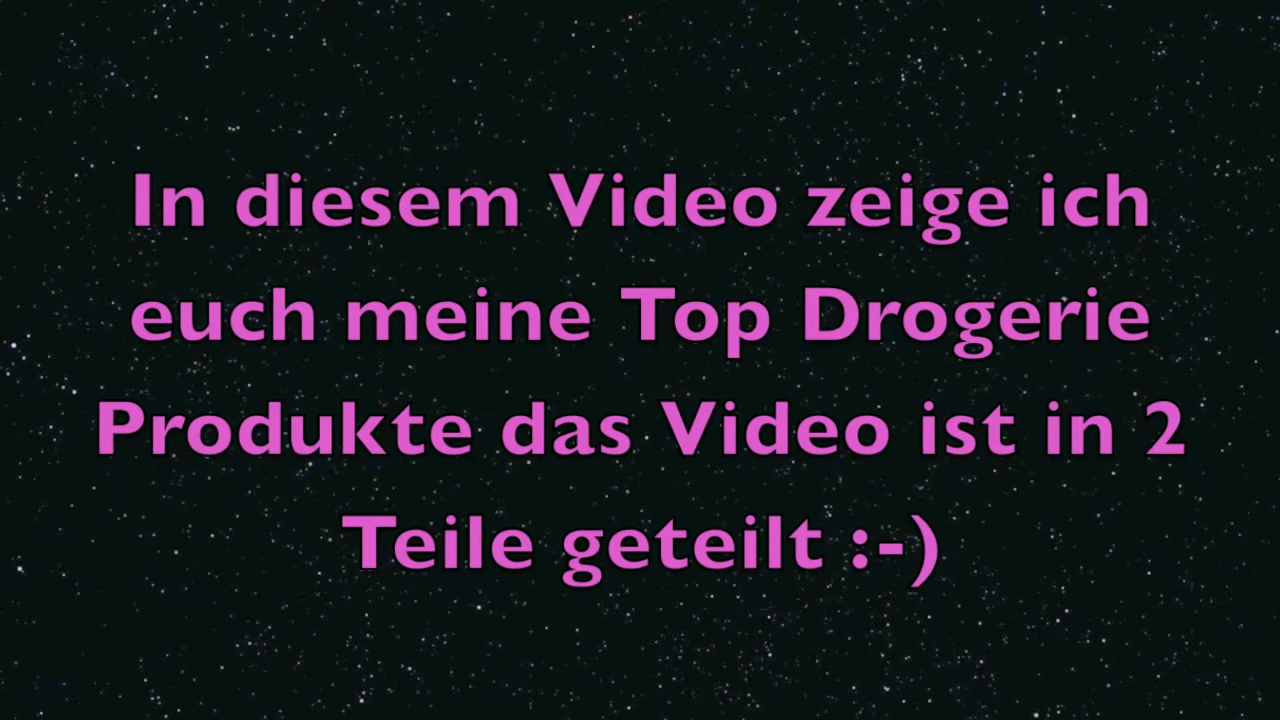 In diesem Video zeige ich
euch meine Top Drogerie
Produkte das Video ist in 2
Teile geteilt :-)